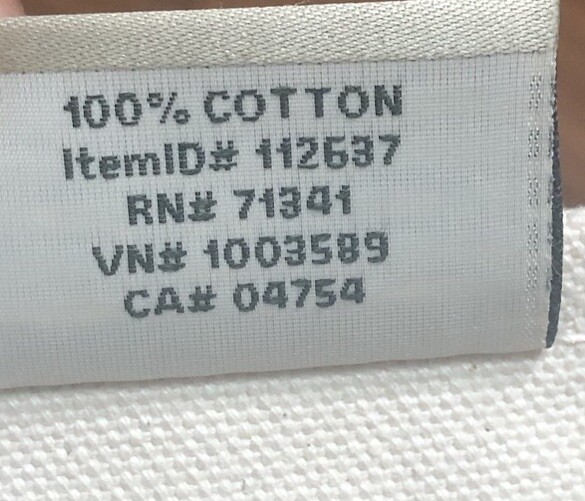 100% COTTON
ItemID# 112637
RN# 71341
VN# 1003589
CA# 04754